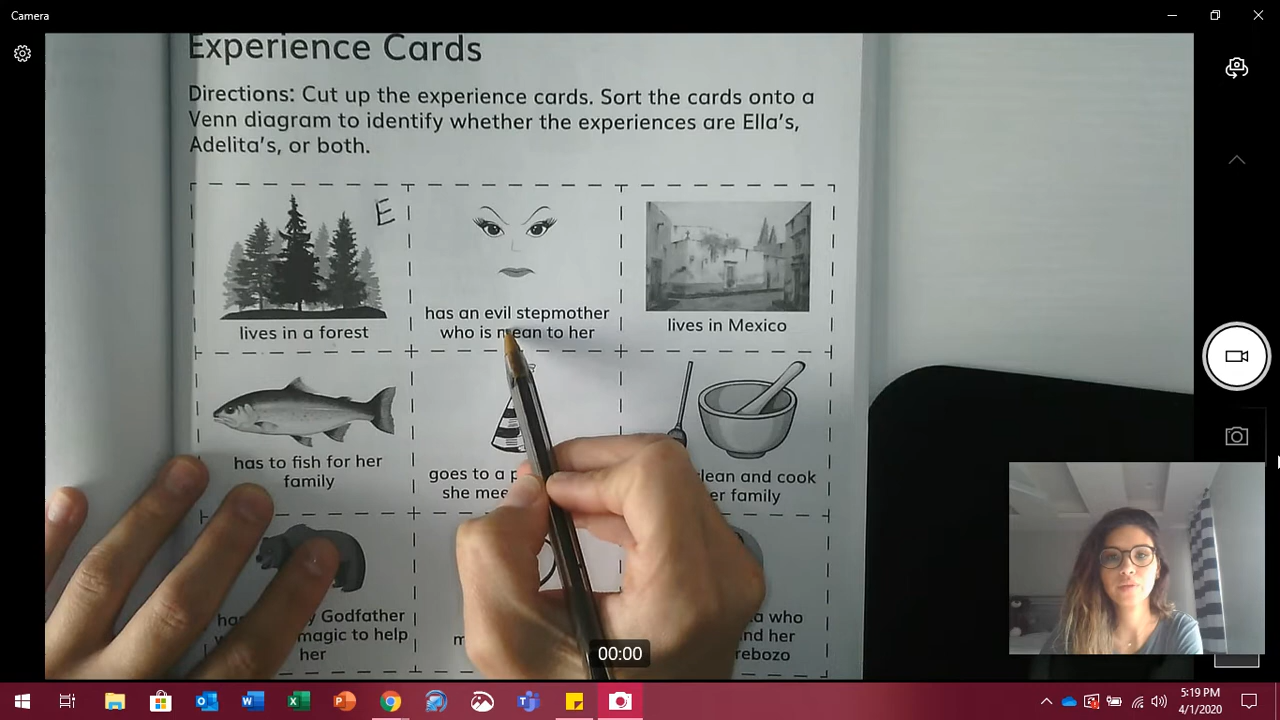 Camera
Experience Cards
Directions: Cut up the experience cards. Sort the cards onto a
Venn diagram to identify whether the experiences are Ella's,
Adelita's, or both.
E
lives in a forest
has an evil stepmother
who is mean to her
lives in Mexico
has to fish for her
family
goes to a
she
clean and cook
family
Godfather
magic to help
her
who
her
rebozo
00:00
5:19 PM
4/1/2020